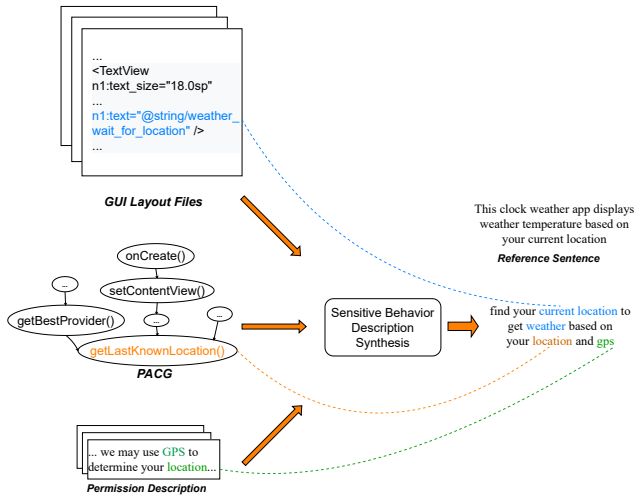 ...
<TextView
n1:text_size="18.0sp"
...
n1:text="@string/weather_
wait_for_location" />
...
GUI Layout Files
onCreate()
...
setContentView()
getBestProvider()
...
...
getLastKnownLocation()
PACG
... we may use GPS to
determine your location...
Permission Description
Sensitive Behavior
Description
Synthesis
This clock weather app displays
weather temperature based on
your current location
Reference Sentence
find your current location to
get weather based on
your location and gps